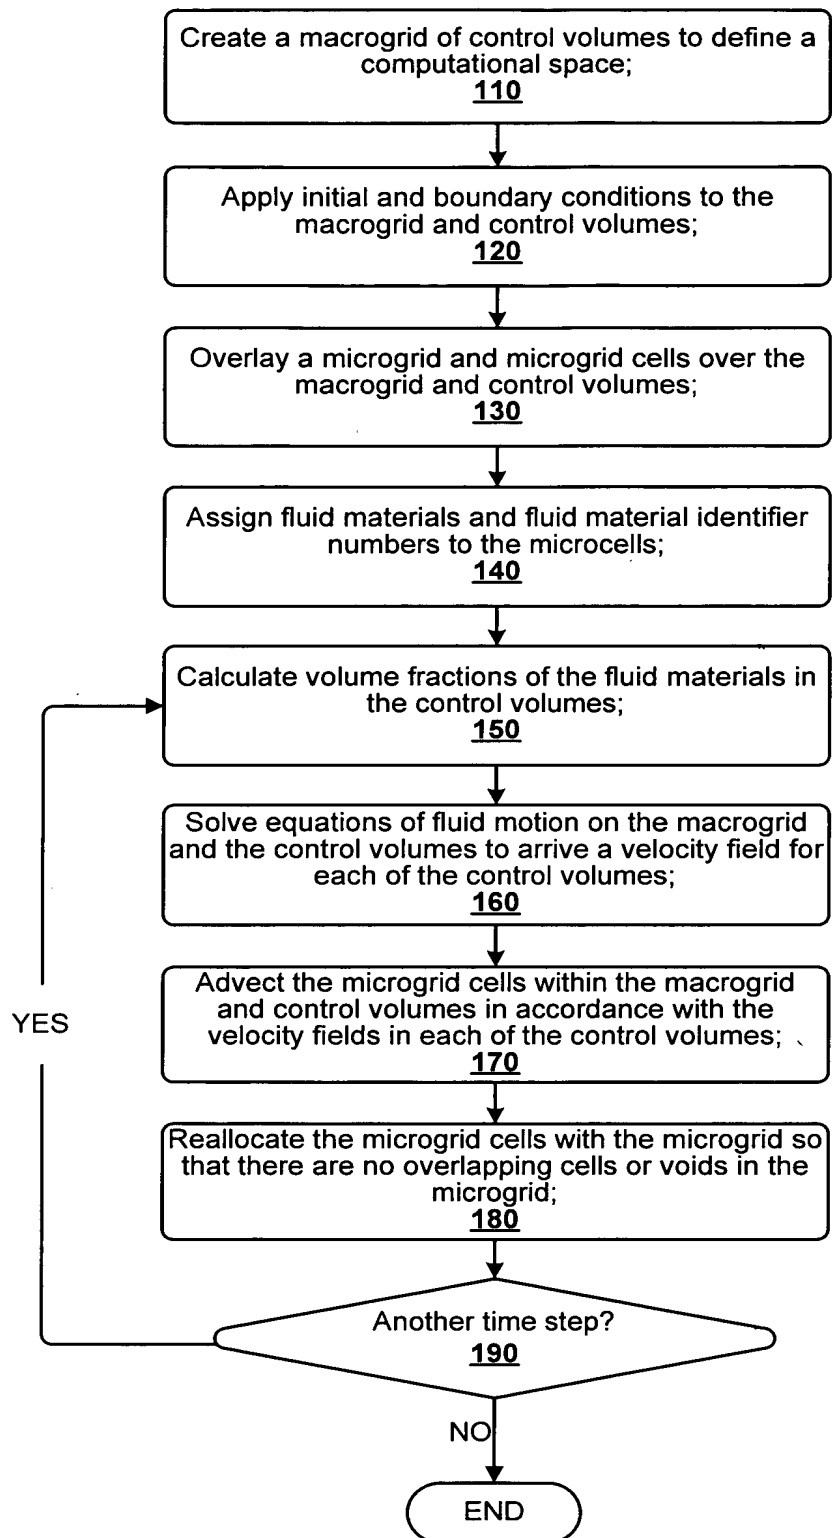 Create a macrogrid of control volumes to define a
computational space;
110
Apply initial and boundary conditions to the
macrogrid and control volumes;
120
Overlay a microgrid and microgrid cells over the
macrogrid and control volumes;
130
Assign fluid materials and fluid material identifier
numbers to the microcells;
140
Calculate volume fractions of the fluid materials in
the control volumes;
150
Solve equations of fluid motion on the macrogrid
and the control volumes to arrive a velocity field for
each of the control volumes;
160
Advect the microgrid cells within the macrogrid
and control volumes in accordance with the
velocity fields in each of the control volumes;
170
YES
Reallocate the microgrid cells with the microgrid so
that there are no overlapping cells or voids in the
microgrid;
180
Another time step?
190
NO
END